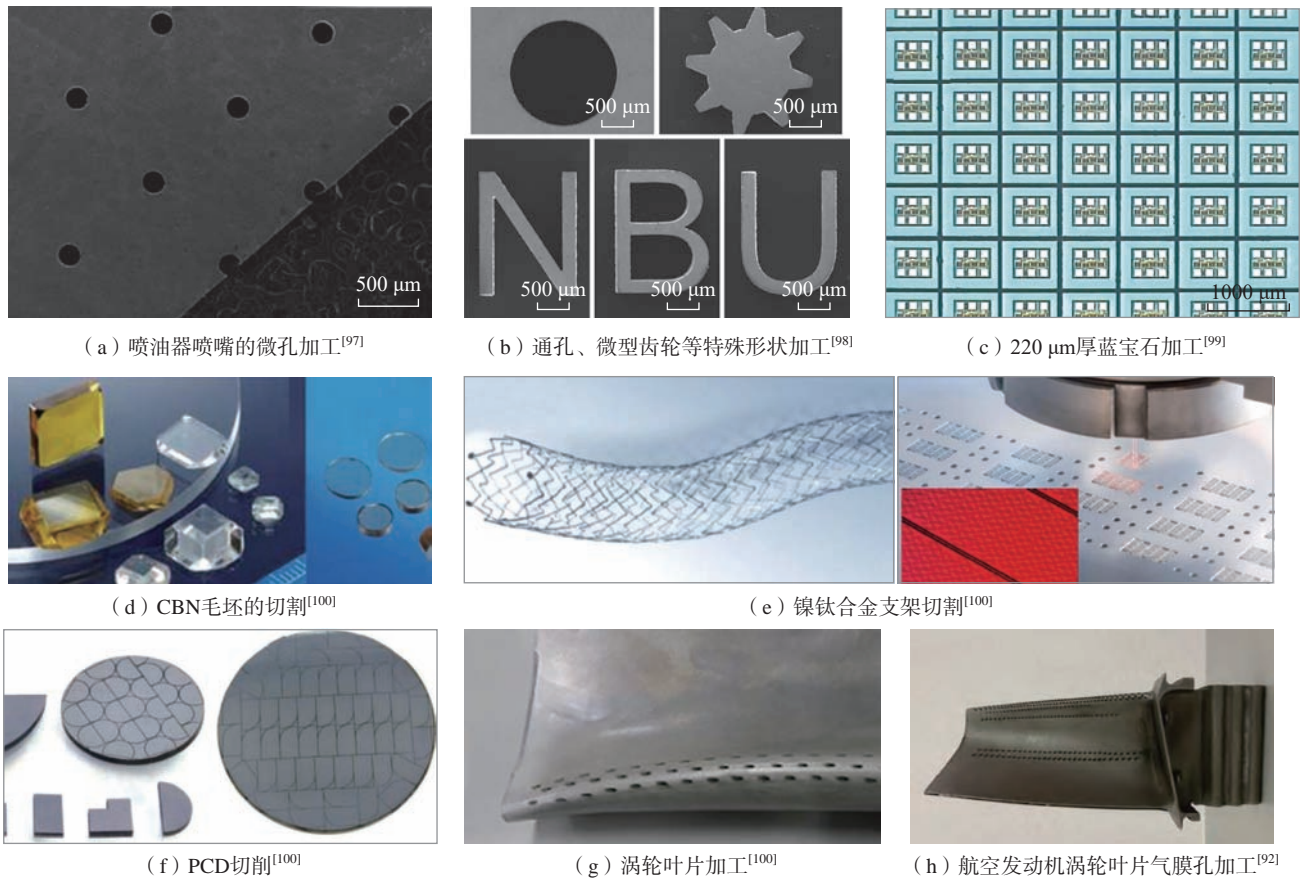 500 μm
500 μm
500 μm
N
B
U
500 μm
500 μm
500 μm
1000 μm
（a）喷油器喷嘴的微孔加工[97]
（b）通孔、微型齿轮等特殊形状加工[98]
（c）220 μm厚蓝宝石加工[99]
（d）CBN毛坯的切割[100]
（e）镍钛合金支架切割[100]
（f）PCD切削[100]
（g）涡轮叶片加工[100]
（h）航空发动机涡轮叶片气膜孔加工[92]